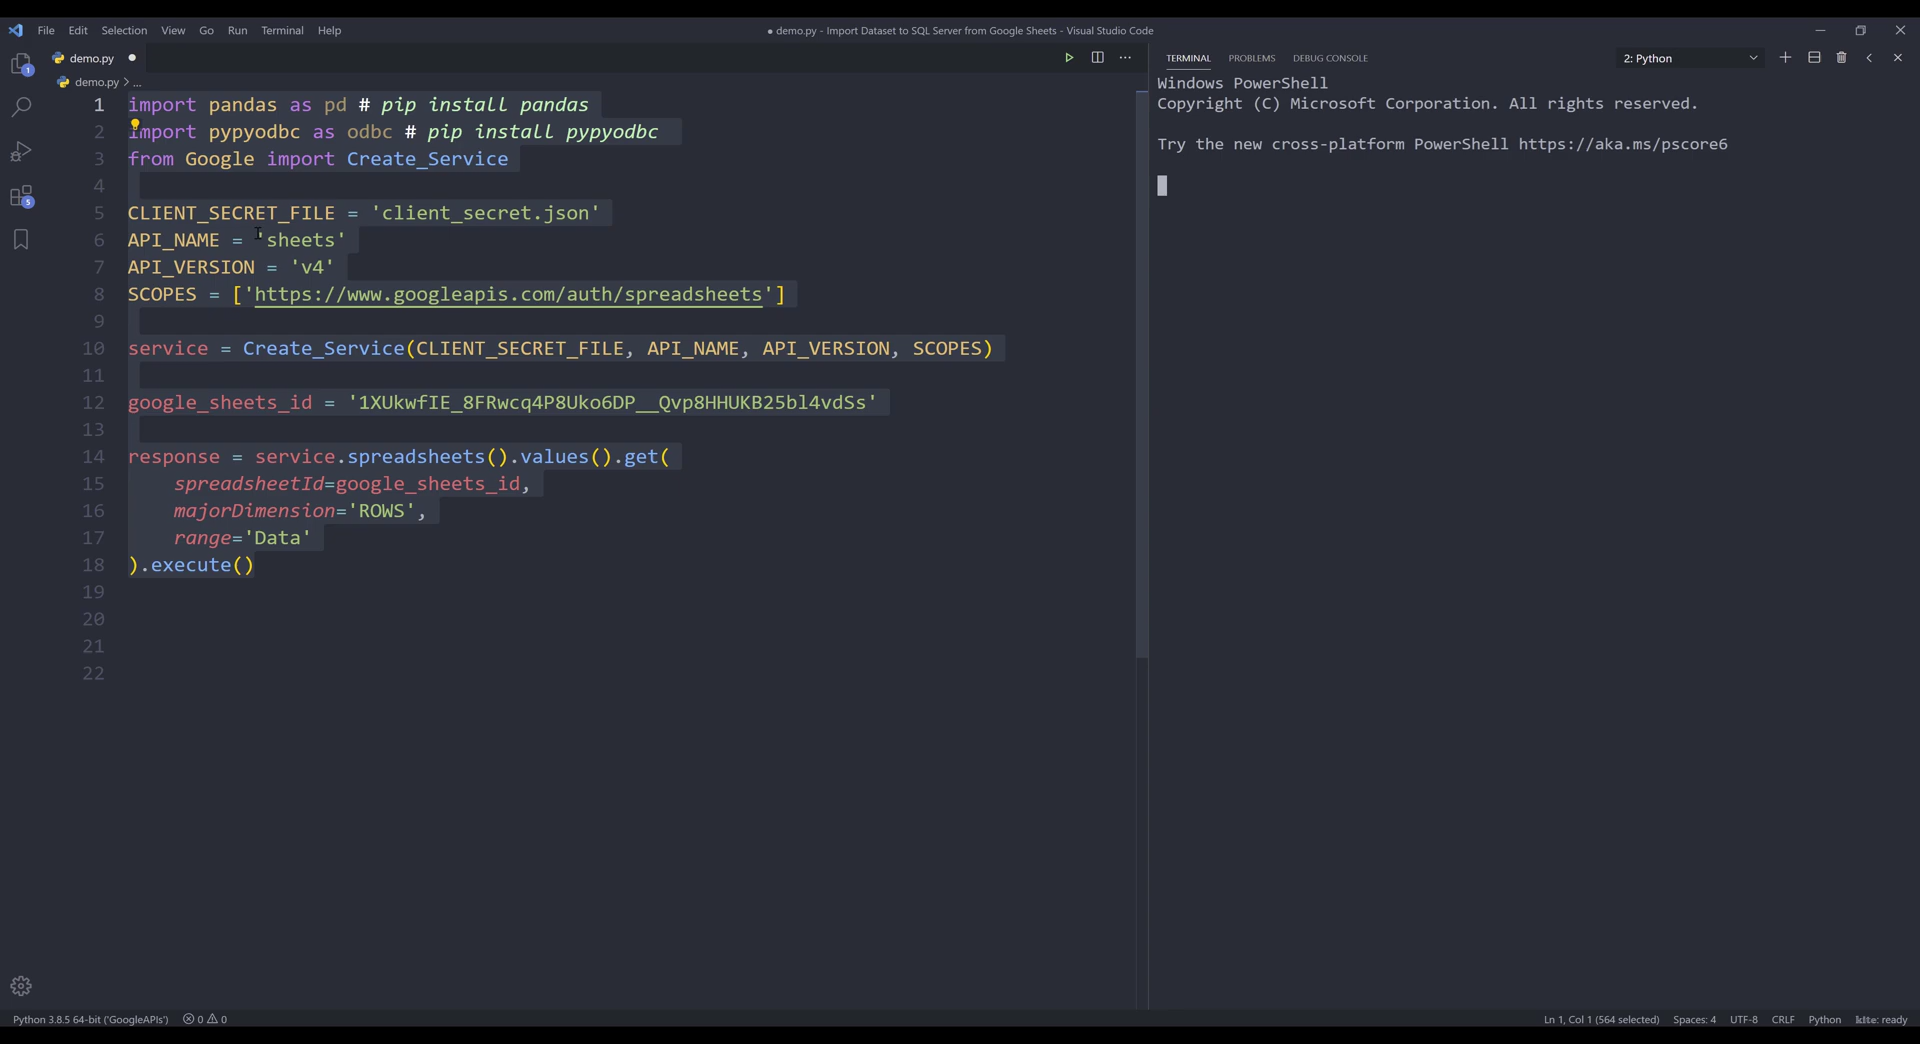 File Edit Selection View Go Run Terminal Help
● demo.py - Import Dataset to SQL Server from Google Sheets - Visual Studio Code
demo.py ●
demo.py > ...
1 import pandas as pd # pip install pandas
2 import pypyodbc as odbc # pip install pypyodbc
3 from Google import Create_Service
4
5 CLIENT_SECRET_FILE = 'client_secret.json'
6 API_NAME = 'sheets'
7 API_VERSION = 'v4'
8 SCOPES = ['https://www.googleapis.com/auth/spreadsheets']
9
10 service = Create_Service(CLIENT_SECRET_FILE, API_NAME, API_VERSION, SCOPES)
11
12 google_sheets_id = '1XUkwfIE_8FRwcq4P8Uko6DP__Qvp8HHUKB25bl4vdSs'
13
14 response = service.spreadsheets().values().get(
15     spreadsheetId=google_sheets_id,
16     majorDimension='ROWS',
17     range='Data'
18 ).execute()
19
20
21
22
TERMINAL PROBLEMS DEBUG CONSOLE 2: Python
Windows PowerShell
Copyright (C) Microsoft Corporation. All rights reserved.
Try the new cross-platform PowerShell https://aka.ms/pscore6
1
5
Python 3.8.5 64-bit ('GoogleAPIs') 0 0
Ln 1, Col 1 (564 selected) Spaces: 4 UTF-8 CRLF Python kite: ready